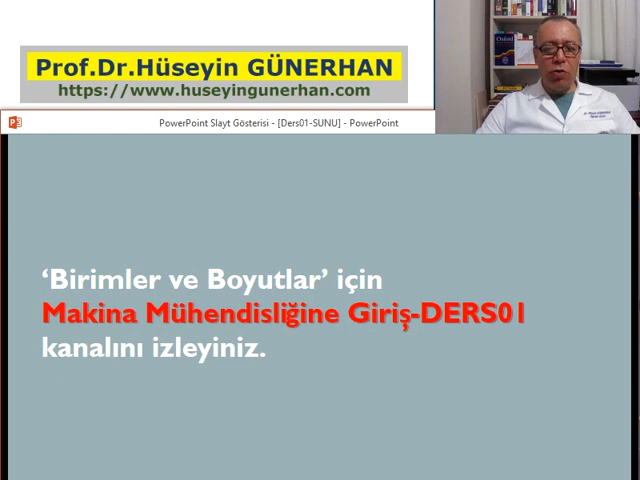 Prof.Dr.Hüseyin GÜNERHAN
https://www.huseyingunerhan.com
PowerPoint Slayt Gösterisi - [Ders01-SUNU] - PowerPoint
Oxford
‘Birimler ve Boyutlar’ için
Makina Mühendisliğine Giriş-DERS01
kanalını izleyiniz.